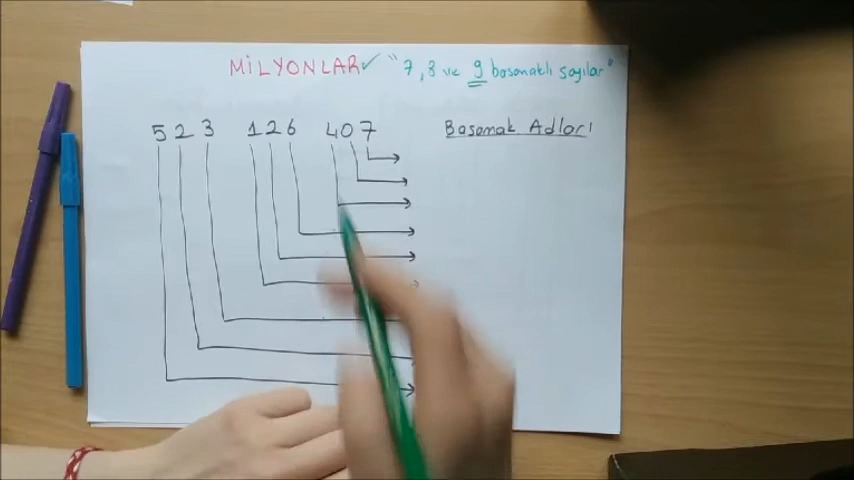 MİLYONLAR ✓ "7, 8 ve 9 basamaklı sayılar"
523 126 407 Basamak Adları